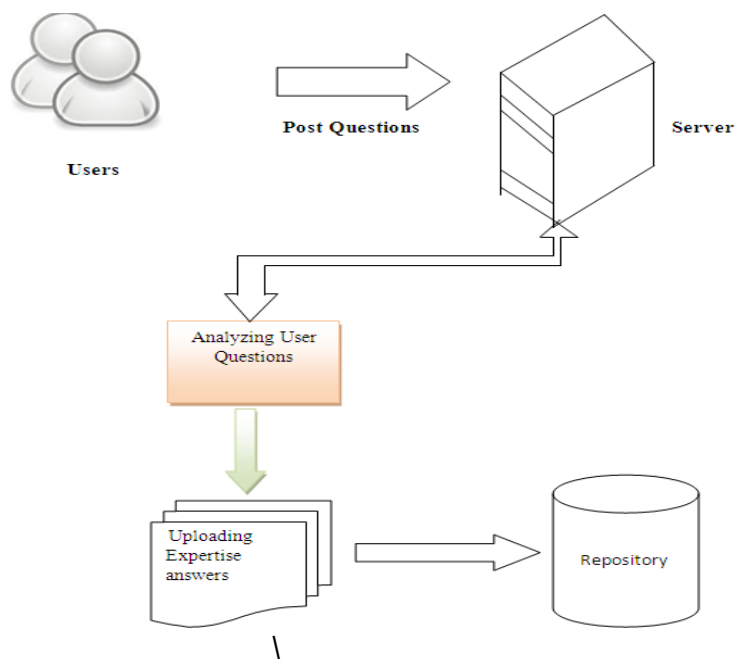 Post Questions
Server
Users
Analyzing User
Questions
Uploading
Expertise
answers
Repository